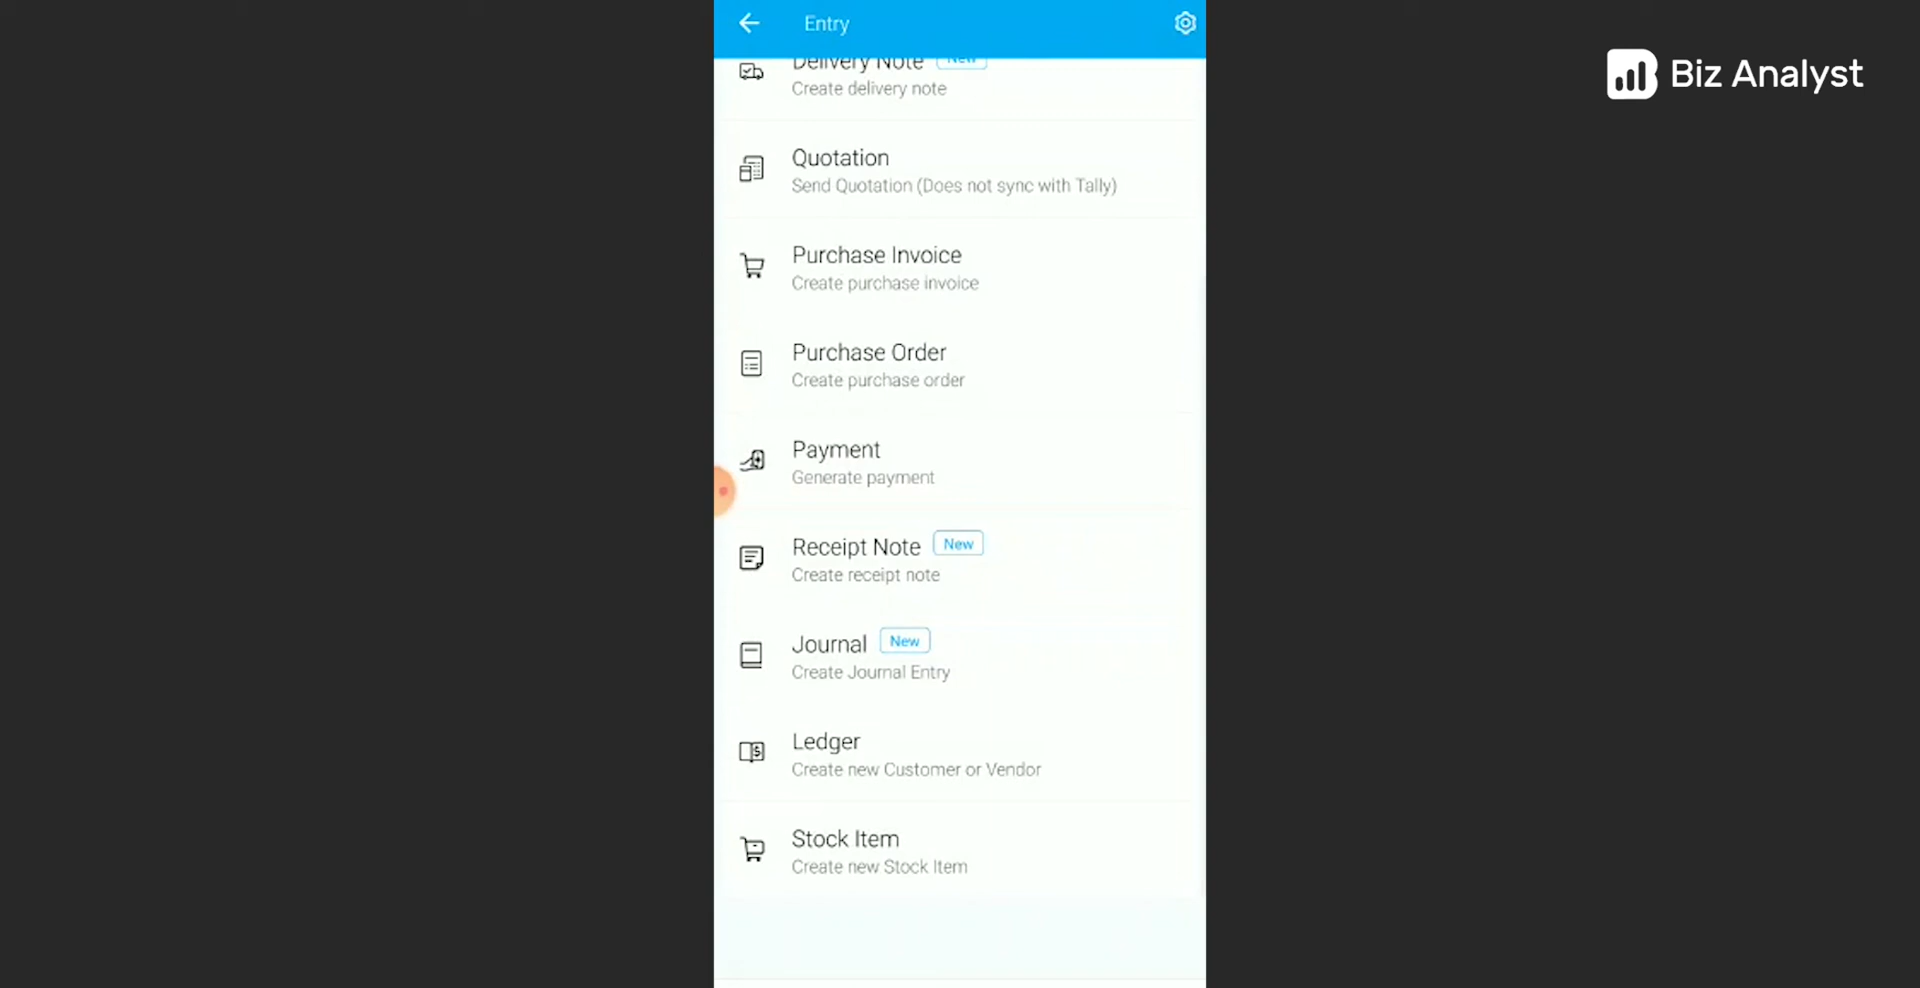 Entry
Biz Analyst
Delivery Note New
Create delivery note
Quotation
Send Quotation (Does not sync with Tally)
Purchase Invoice
Create purchase invoice
Purchase Order
Create purchase order
Payment
Generate payment
Receipt Note New
Create receipt note
Journal New
Create Journal Entry
Ledger
Create new Customer or Vendor
Stock Item
Create new Stock Item